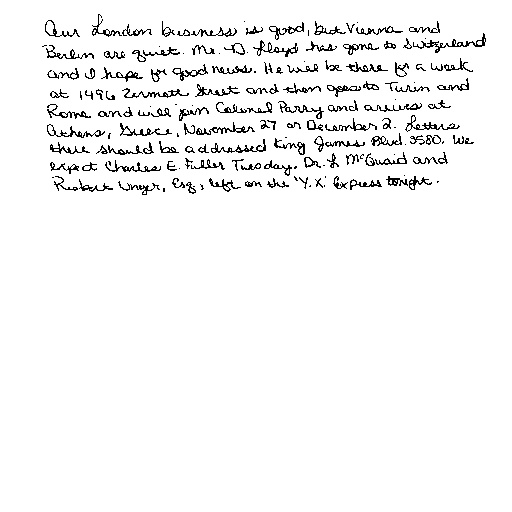 Our London business is good, but Vienna and
Berlin are quiet. Mr. D. Lloyd has gone to Switzerland
and I hope for good news. He will be there for a week
at 1496 Zermott Street and then goes to Turin and
Rome and will join Colonel Parry and arrives at
Athens, Greece, November 27 or December 2. Letters
there should be addressed King James Blvd. 3580. We
expect Charles E. Fuller Tuesday. Dr. L McQuaid and
Robert Unger, Esq., left on the "Y.X." Express tonight.